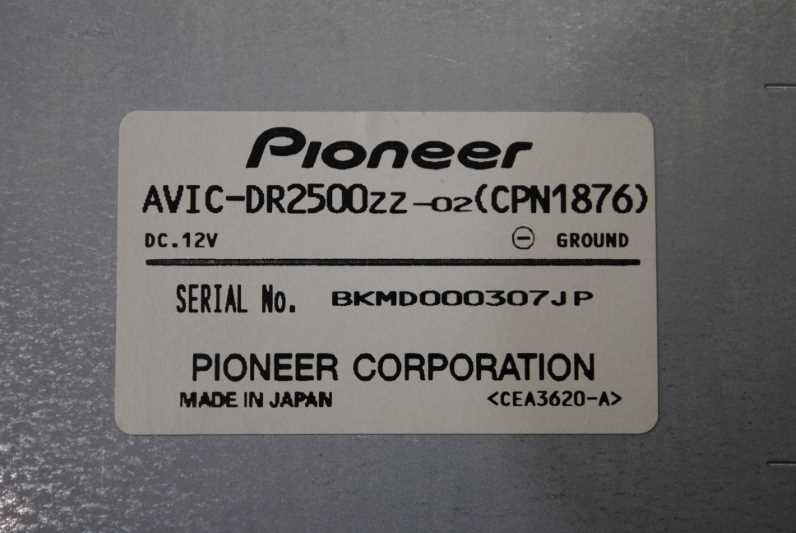 Pioneer
AVIC-DR2500ZZ-02(CPN1876)
DC.12V ⊖ GROUND
SERIAL No. BKMD000307JP
PIONEER CORPORATION
MADE IN JAPAN <CEA3620-A>